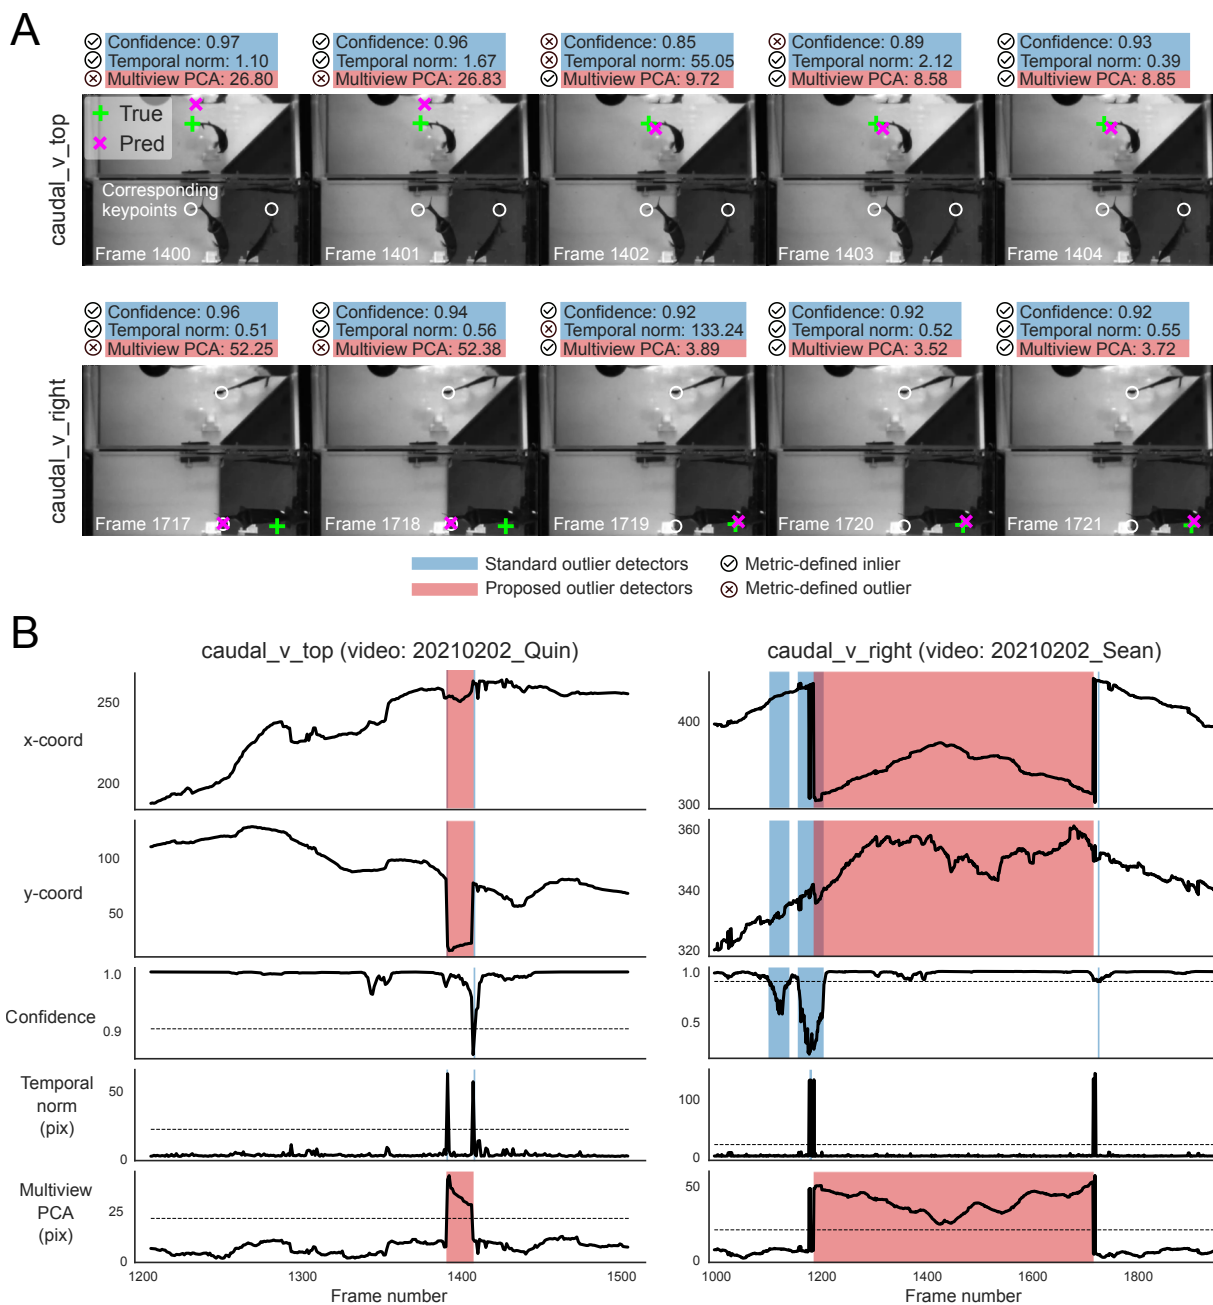 A
Confidence: 0.97
Temporal norm: 1.10
Multiview PCA: 26.80
Confidence: 0.96
Temporal norm: 1.67
Multiview PCA: 26.83
Confidence: 0.85
Temporal norm: 55.05
Multiview PCA: 9.72
Confidence: 0.89
Temporal norm: 2.12
Multiview PCA: 8.58
Confidence: 0.93
Temporal norm: 0.39
Multiview PCA: 8.85
caudal_v_top
True
Pred
Corresponding
keypoints
Frame 1400
Frame 1401
Frame 1402
Frame 1403
Frame 1404
Confidence: 0.96
Temporal norm: 0.51
Multiview PCA: 52.25
Confidence: 0.94
Temporal norm: 0.56
Multiview PCA: 52.38
Confidence: 0.92
Temporal norm: 133.24
Multiview PCA: 3.89
Confidence: 0.92
Temporal norm: 0.52
Multiview PCA: 3.52
Confidence: 0.92
Temporal norm: 0.55
Multiview PCA: 3.72
caudal_v_right
Frame 1717
Frame 1718
Frame 1719
Frame 1720
Frame 1721
Standard outlier detectors
Metric-defined inlier
Proposed outlier detectors
Metric-defined outlier
B
caudal_v_top (video: 20210202_Quin)
caudal_v_right (video: 20210202_Sean)
x-coord
250
200
400
300
y-coord
100
50
360
340
320
Confidence
1.0
0.9
1.0
0.5
Temporal
norm
(pix)
50
0
100
0
Multiview
PCA
(pix)
25
0
50
0
1200
1300
1400
1500
Frame number
1000
1200
1400
1600
1800
Frame number